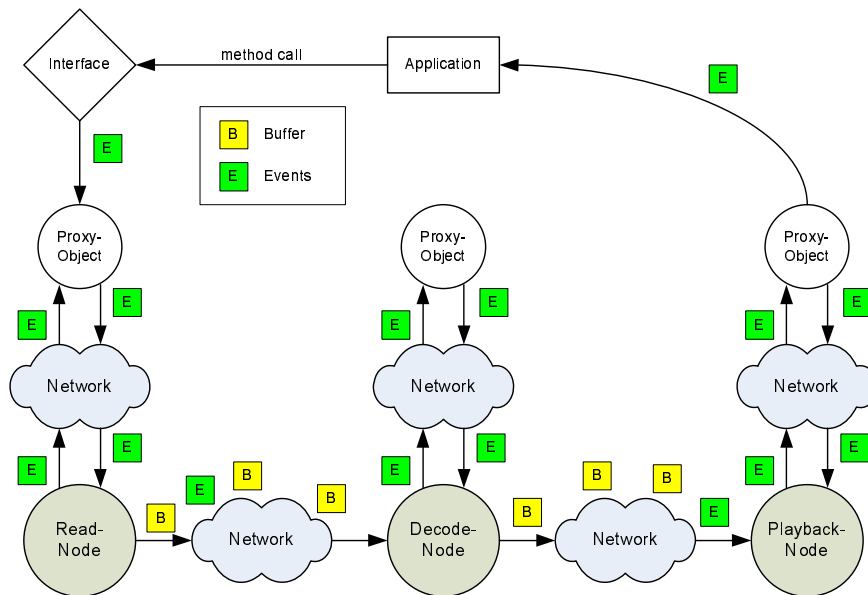 Interface
method call
Application
E
B Buffer
E
E Events
Proxy-
Object
Proxy-
Object
Proxy-
Object
E
E
E
E
E
E
Network
Network
Network
E
E
E
E
E
E
B
B
B
E
B
E
Read-
Node
B
Network
Decode-
Node
B
Network
Playback-
Node